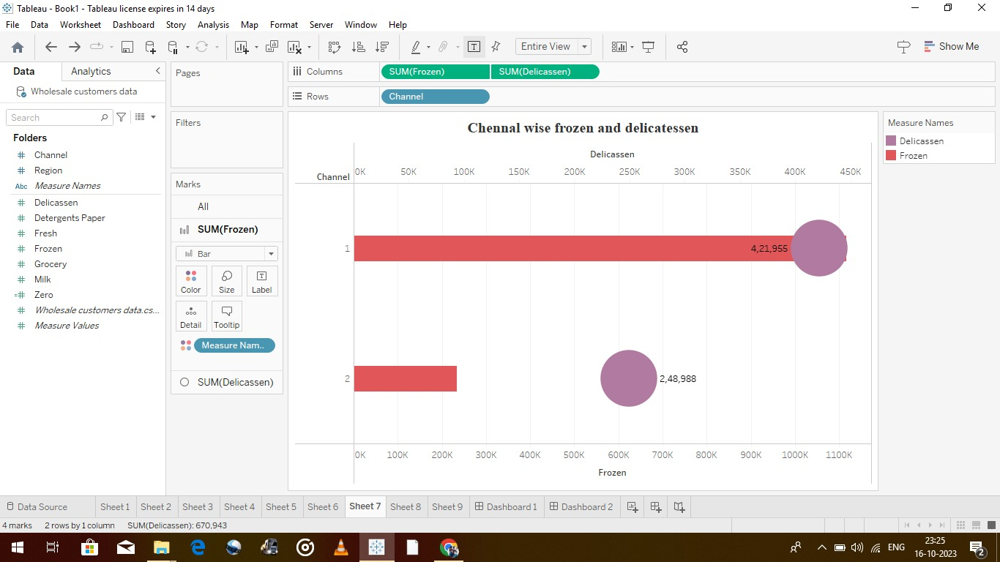 Tableau - Book1 - Tableau license expires in 14 days
File Data Worksheet Dashboard Story Analysis Map Format Server Window Help
Entire View
Show Me
Data Analytics
Wholesale customers data
Search
Folders
Channel
Region
Abc Measure Names
Delicassen
Detergents Paper
Fresh
Frozen
Grocery
Milk
Zero
Wholesale customers data.cs...
Measure Values
Pages
Filters
Marks
All
SUM(Frozen)
Bar
Color Size Label
Detail Tooltip
Measure Nam..
SUM(Delicassen)
Columns SUM(Frozen) SUM(Delicassen)
Rows Channel
Chennal wise frozen and delicatessen
Delicassen
Channel 0K 50K 100K 150K 200K 250K 300K 350K 400K 450K
1 4,21,955
2 2,48,988
0K 100K 200K 300K 400K 500K 600K 700K 800K 900K 1000K 1100K
Frozen
Measure Names
Delicassen
Frozen
Data Source Sheet 1 Sheet 2 Sheet 3 Sheet 4 Sheet 5 Sheet 6 Sheet 7 Sheet 8 Sheet 9 Dashboard 1 Dashboard 2
4 marks 2 rows by 1 column SUM(Delicassen): 670,943
ENG
23:25
16-10-2023
2